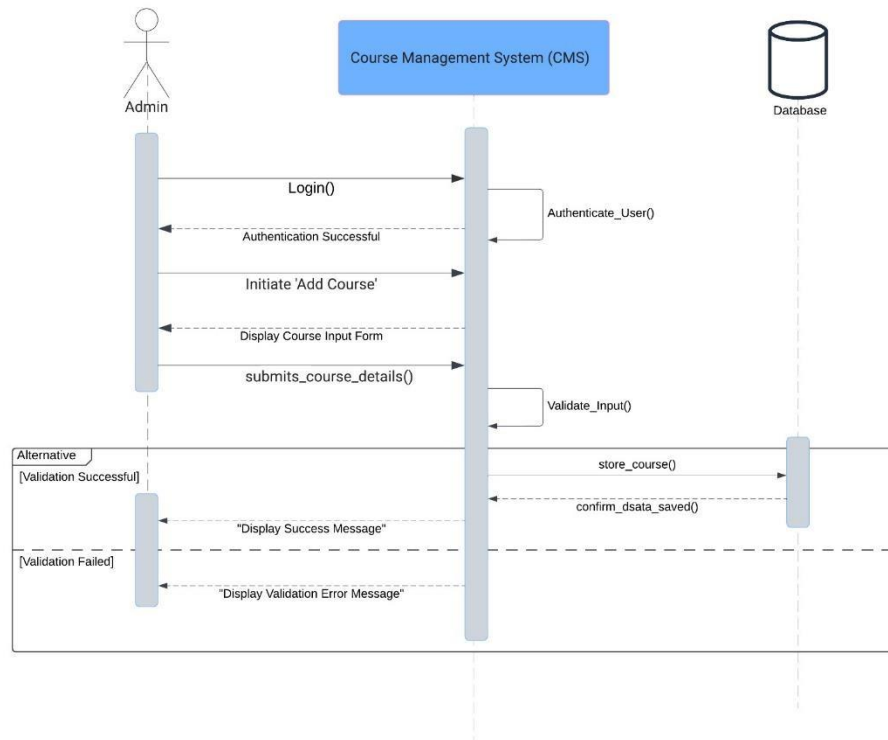 Course Management System (CMS)
Admin
Database
Login()
Authenticate_User()
Authentication Successful
Initiate 'Add Course'
Display Course Input Form
submits_course_details()
Validate_Input()
Alternative
[Validation Successful]
store_course()
confirm_dsata_saved()
"Display Success Message"
[Validation Failed]
"Display Validation Error Message"